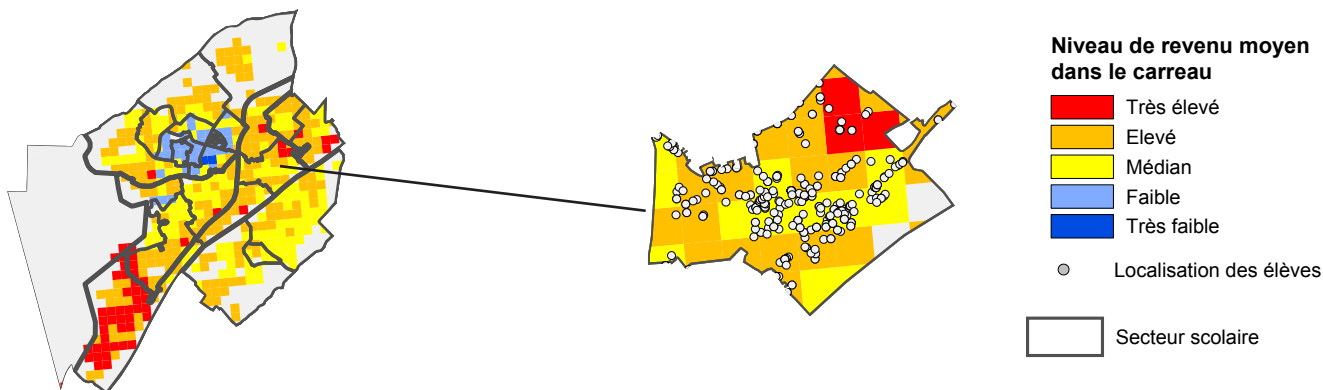 Niveau de revenu moyen
dans le carreau
Très élevé
Elevé
Médian
Faible
Très faible
Localisation des élèves
Secteur scolaire